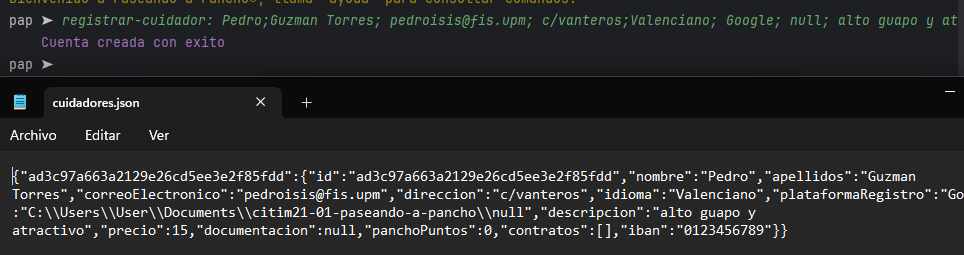 Bienvenido a Paseando a Pancho®, llama 'ayuda' para consultar comandos.
pap ➤ registrar-cuidador: Pedro;Guzman Torres; pedroisis@fis.upm; c/vanteros;Valenciano; Google; null; alto guapo y at
Cuenta creada con exito
pap ➤
cuidadores.json
Archivo Editar Ver
{"ad3c97a663a2129e26cd5ee3e2f85fdd":{"id":"ad3c97a663a2129e26cd5ee3e2f85fdd","nombre":"Pedro","apellidos":"Guzman
Torres","correoElectronico":"pedroisis@fis.upm","direccion":"c/vanteros","idioma":"Valenciano","plataformaRegistro":"Go
:"C:\\Users\\User\\Documents\\citim21-01-paseando-a-pancho\\null","descripcion":"alto guapo y
atractivo","precio":15,"documentacion":null,"panchoPuntos":0,"contratos":[],"iban":"0123456789"}}